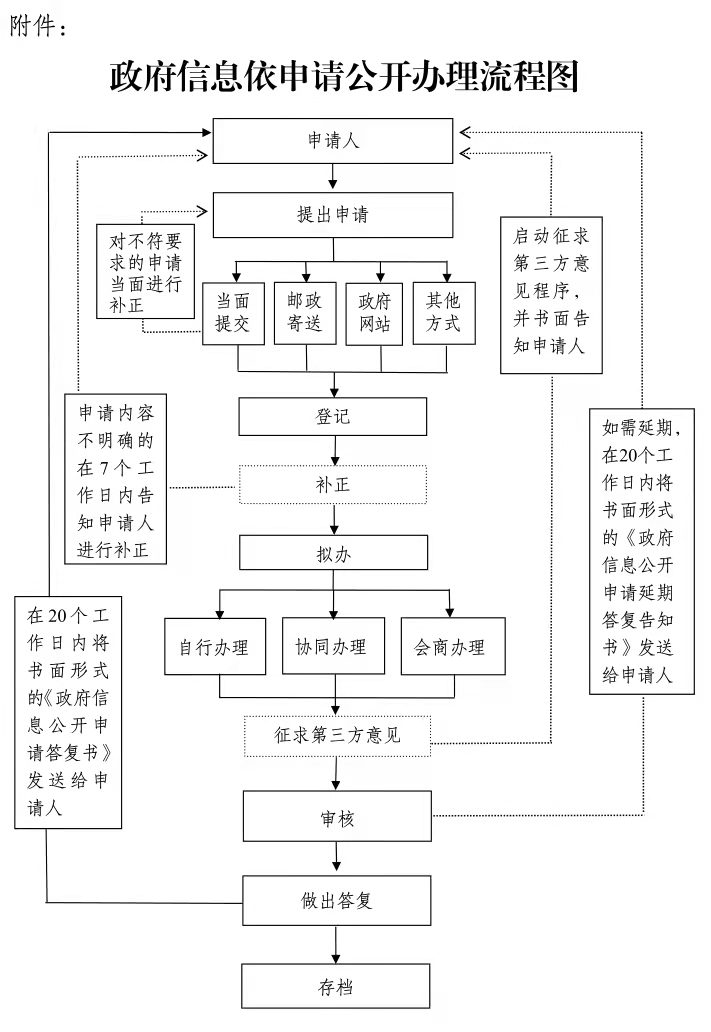 附件：
政府信息依申请公开办理流程图
申请人
提出申请
对不符要
求的申请
当面进行
补正
当面
提交
邮政
寄送
政府
网站
其他
方式
启动征求
第三方意
见程序，
并书面告
知申请人
登记
申请内容
不明确的
在7个工
作日内告
知申请人
进行补正
补正
如需延期，
在20个工
作日内将
书面形式
的《政府
信息公开
申请延期
答复告知
书》发送
给申请人
拟办
自行办理
协同办理
会商办理
在20个工
作日内将
书面形式
的《政府信
息公开申
请答复书》
发送给申
请人
征求第三方意见
审核
做出答复
存档